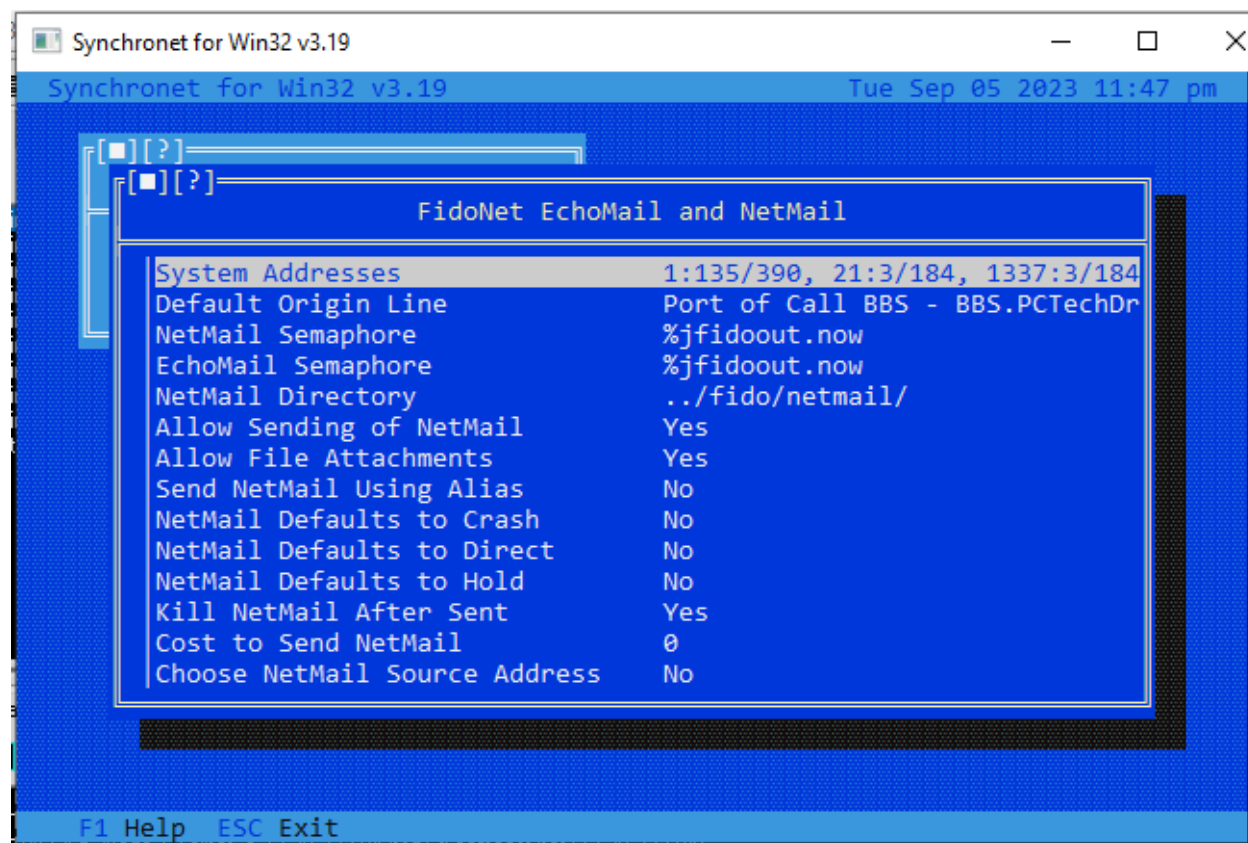 Synchronet for Win32 v3.19
Synchronet for Win32 v3.19 Tue Sep 05 2023 11:47 pm
[■][?]
[■][?]
FidoNet EchoMail and NetMail
System Addresses 1:135/390, 21:3/184, 1337:3/184
Default Origin Line Port of Call BBS - BBS.PCTechDr
NetMail Semaphore %jfidoout.now
EchoMail Semaphore %jfidoout.now
NetMail Directory ../fido/netmail/
Allow Sending of NetMail Yes
Allow File Attachments Yes
Send NetMail Using Alias No
NetMail Defaults to Crash No
NetMail Defaults to Direct No
NetMail Defaults to Hold No
Kill NetMail After Sent Yes
Cost to Send NetMail 0
Choose NetMail Source Address No
F1 Help ESC Exit